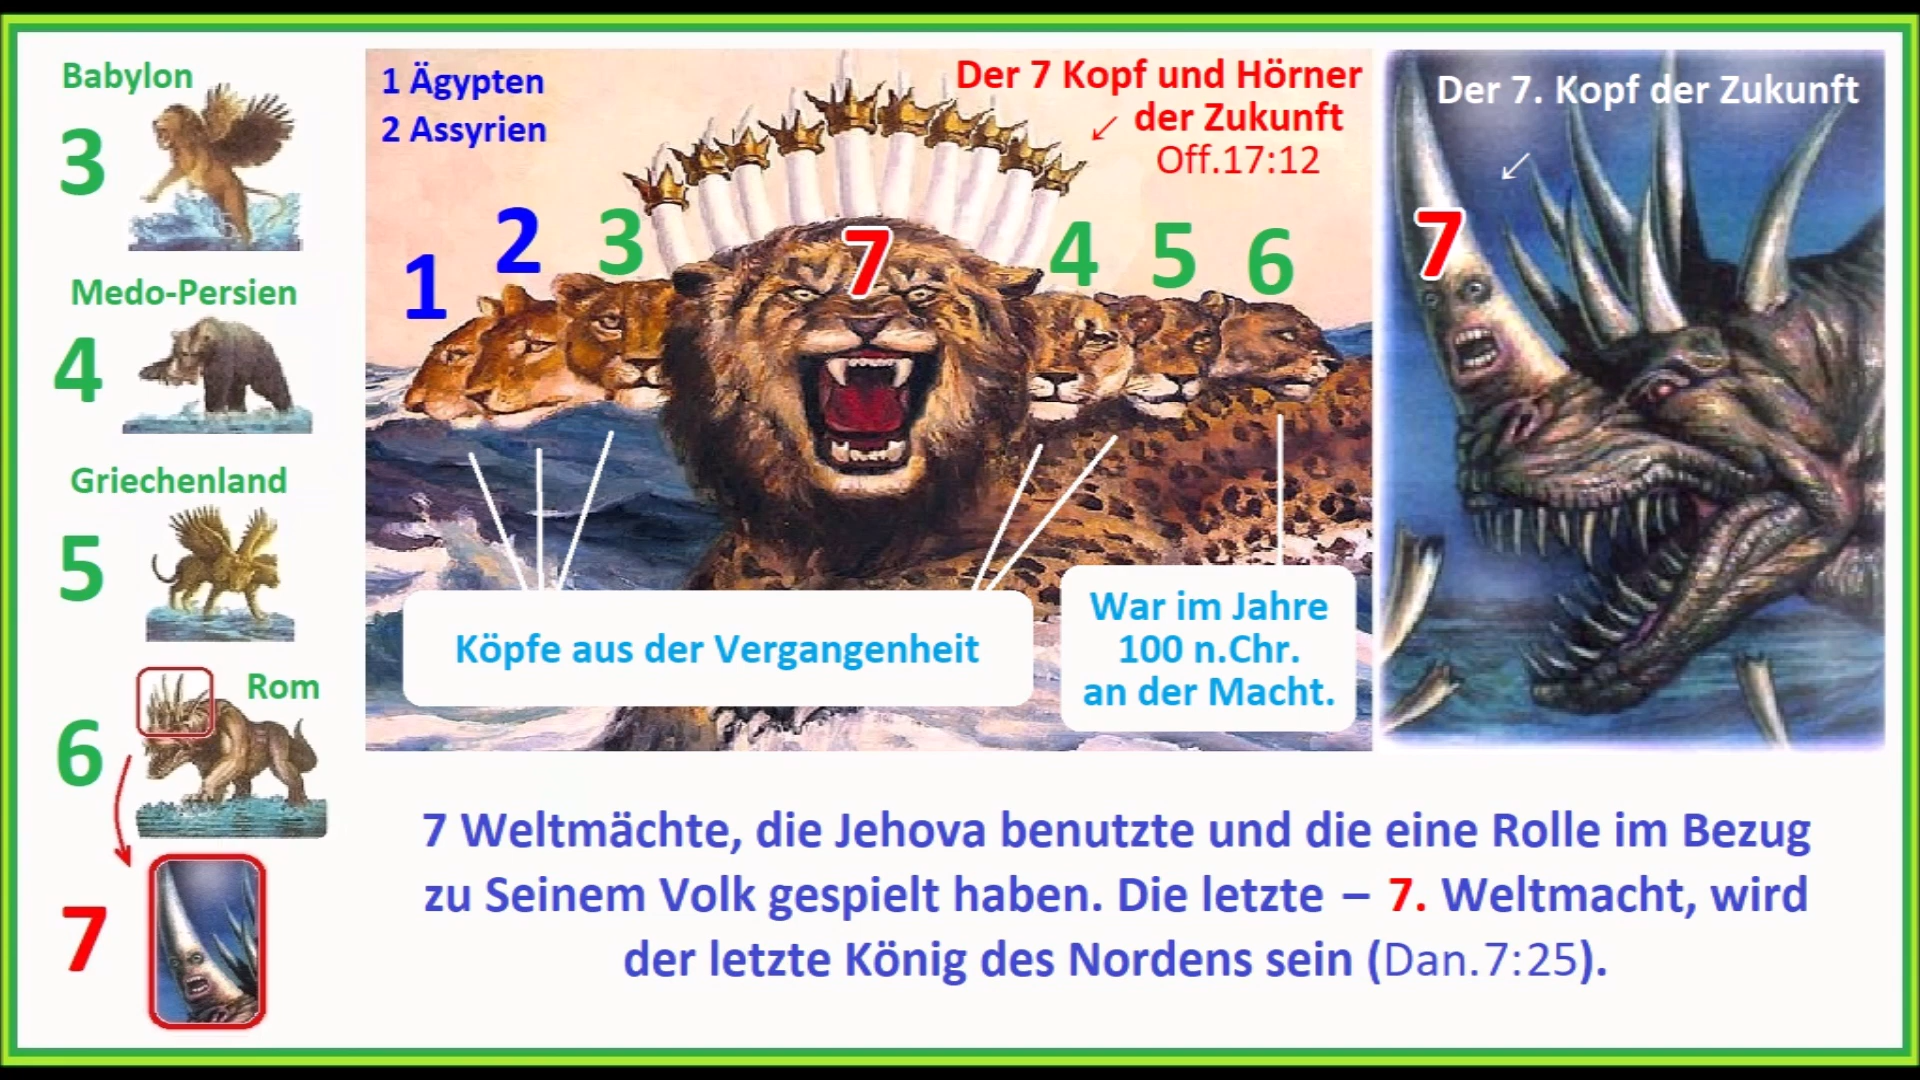 Babylon
3
Medo-Persien
4
Griechenland
5
Rom
6
7
1 Ägypten
2 Assyrien
Der 7 Kopf und Hörner
der Zukunft
Off.17:12
1 2 3 7 4 5 6
Köpfe aus der Vergangenheit
War im Jahre
100 n.Chr.
an der Macht.
Der 7. Kopf der Zukunft
7
7 Weltmächte, die Jehova benutzte und die eine Rolle im Bezug
zu Seinem Volk gespielt haben. Die letzte – 7. Weltmacht, wird
der letzte König des Nordens sein (Dan.7:25).